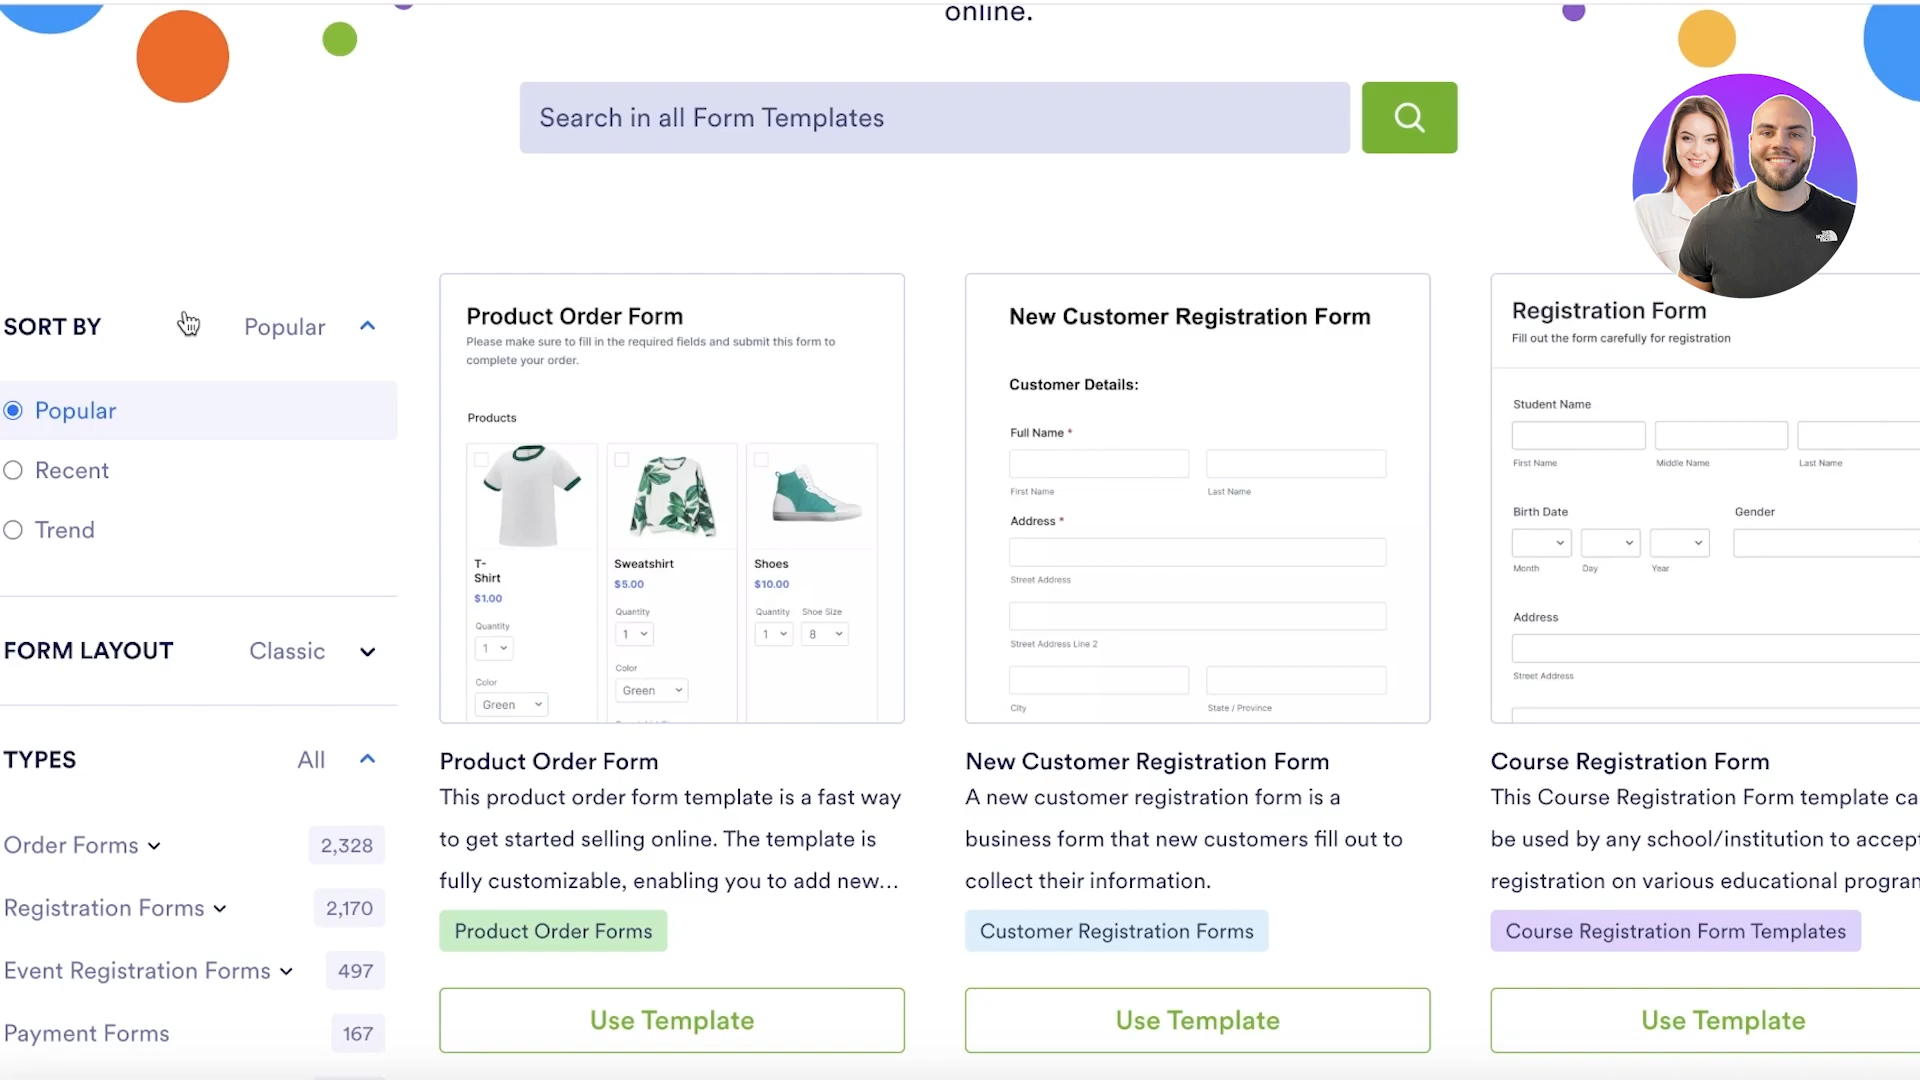 online.
Search in all Form Templates
THE NORTH FACE
SORT BY
Popular
Popular
Recent
Trend
FORM LAYOUT
Classic
TYPES
All
Order Forms
2,328
Registration Forms
2,170
Event Registration Forms
497
Payment Forms
167
Product Order Form
Please make sure to fill in the required fields and submit this form to
complete your order.
Products
T-
Shirt
$1.00
Quantity
1
Color
Green
Sweatshirt
$5.00
Quantity
1
Color
Green
Shoes
$10.00
Quantity
Shoe Size
1
8
Product Order Form
This product order form template is a fast way
to get started selling online. The template is
fully customizable, enabling you to add new...
Product Order Forms
Use Template
New Customer Registration Form
Customer Details:
Full Name *
First Name
Last Name
Address *
Street Address
Street Address Line 2
City
State / Province
New Customer Registration Form
A new customer registration form is a
business form that new customers fill out to
collect their information.
Customer Registration Forms
Use Template
Registration Form
Fill out the form carefully for registration
Student Name
First Name
Middle Name
Last Name
Birth Date
Gender
Month
Day
Year
Address
Street Address
Course Registration Form
This Course Registration Form template ca
be used by any school/institution to accept
registration on various educational program
Course Registration Form Templates
Use Template